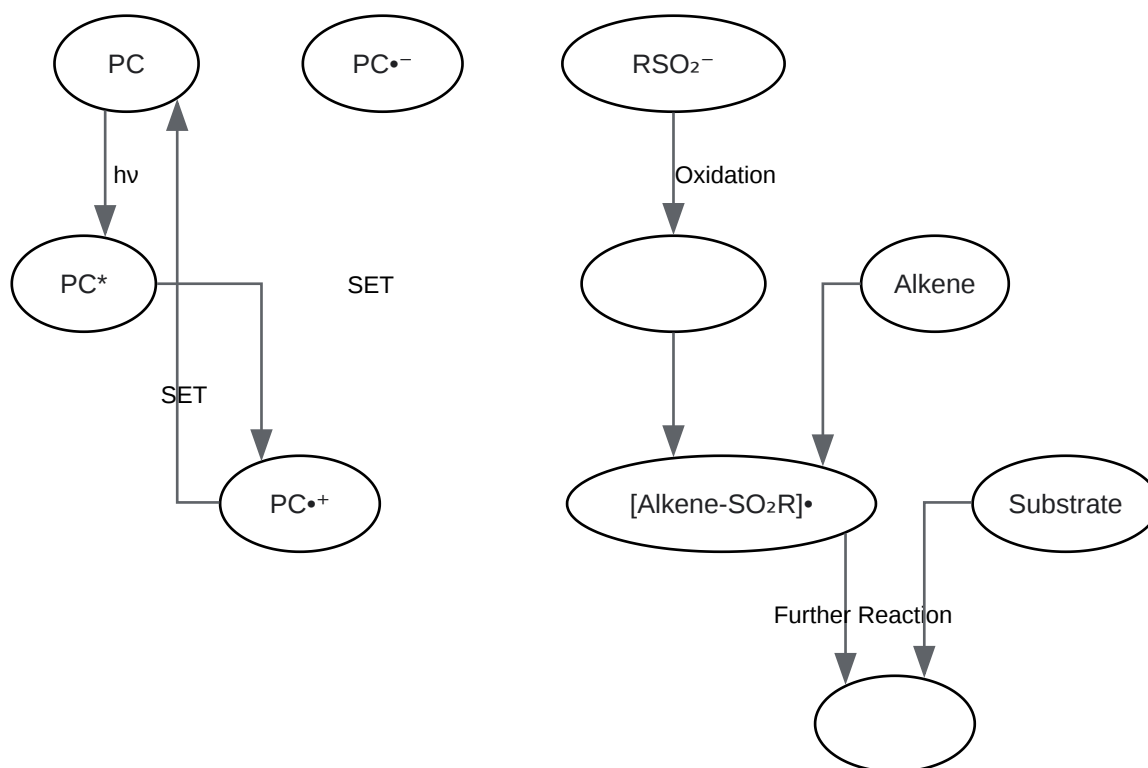 PC
PC•⁻
RSO₂⁻
hν
Oxidation
PC*
SET
Alkene
SET
PC•⁺
[Alkene-SO₂R]•
Substrate
Further Reaction